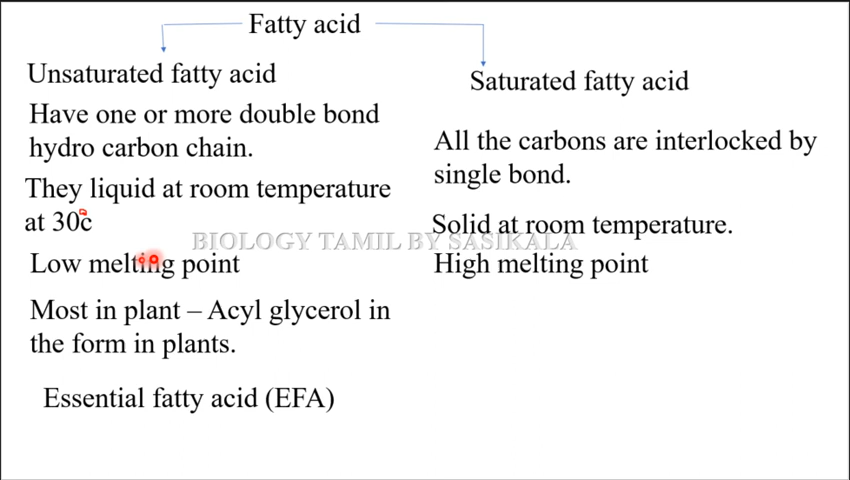 Fatty acid
Unsaturated fatty acid
Saturated fatty acid
Have one or more double bond
hydro carbon chain.
All the carbons are interlocked by
single bond.
They liquid at room temperature
at 30c
Solid at room temperature.
BIOLOGY TAMIL BY SASIKALA
Low melting point
High melting point
Most in plant – Acyl glycerol in
the form in plants.
Essential fatty acid (EFA)